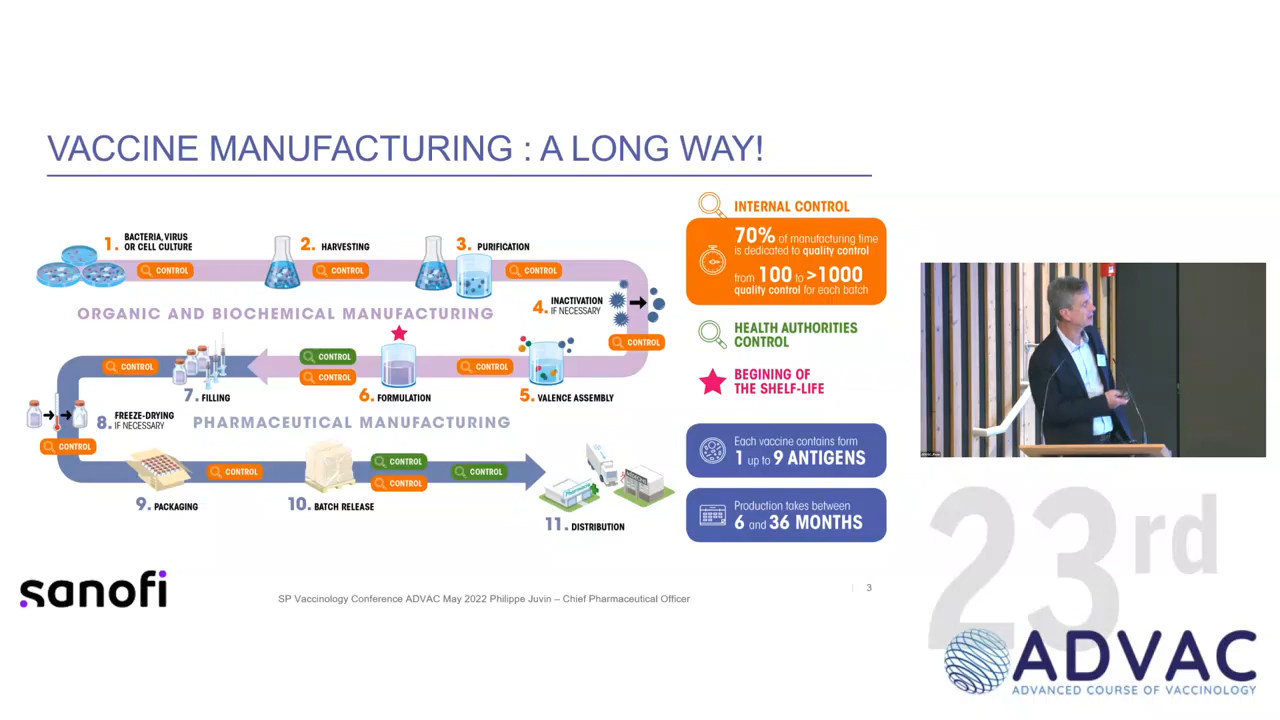 VACCINE MANUFACTURING : A LONG WAY!
1. BACTERIA, VIRUS
OR CELL CULTURE
CONTROL
2. HARVESTING
CONTROL
3. PURIFICATION
CONTROL
4. INACTIVATION
IF NECESSARY
CONTROL
ORGANIC AND BIOCHEMICAL MANUFACTURING
5. VALENCE ASSEMBLY
CONTROL
6. FORMULATION
CONTROL
CONTROL
7. FILLING
CONTROL
8. FREEZE-DRYING
IF NECESSARY
CONTROL
PHARMACEUTICAL MANUFACTURING
9. PACKAGING
CONTROL
10. BATCH RELEASE
CONTROL
CONTROL
CONTROL
11. DISTRIBUTION
INTERNAL CONTROL
70% of manufacturing time
is dedicated to quality control
from 100 to >1000
quality control for each batch
HEALTH AUTHORITIES
CONTROL
BEGINING OF
THE SHELF-LIFE
Each vaccine contains form
1 up to 9 ANTIGENS
Production takes between
6 and 36 MONTHS
sanofi
SP Vaccinology Conference ADVAC May 2022 Philippe Juvin – Chief Pharmaceutical Officer
3
23rd
ADVAC
ADVANCED COURSE OF VACCINOLOGY